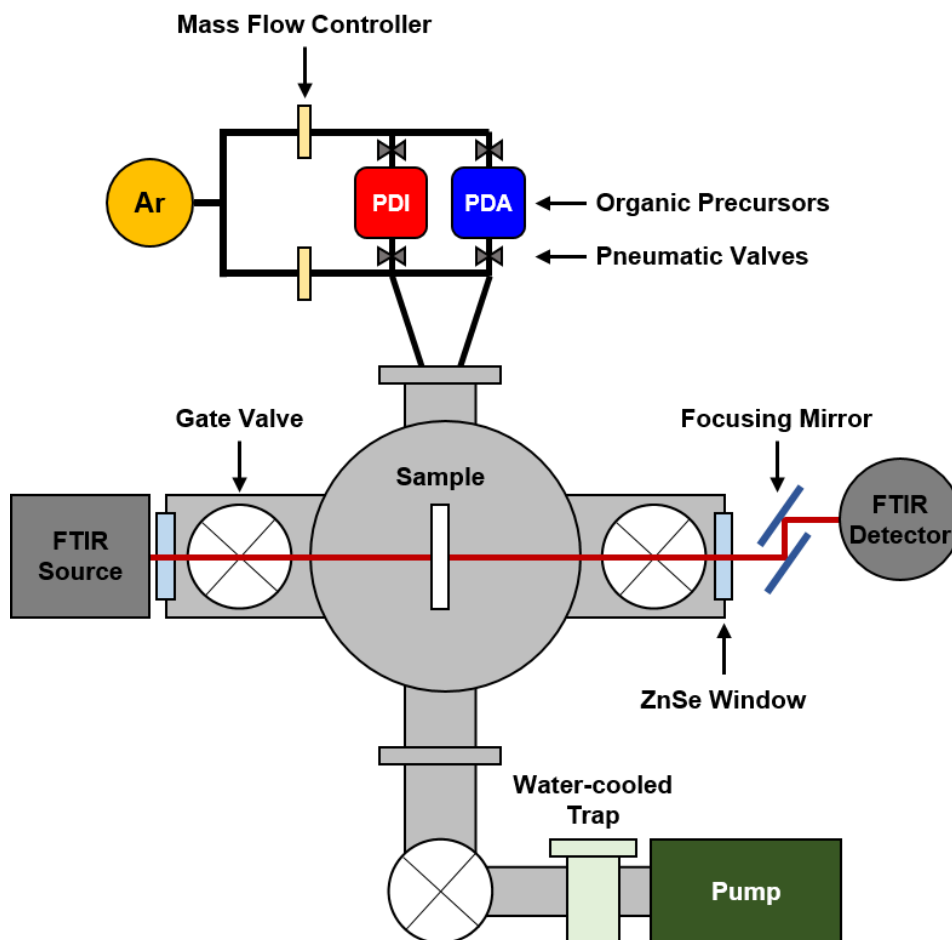 Mass Flow Controller
Ar
PDI
PDA
Organic Precursors
Pneumatic Valves
Gate Valve
Focusing Mirror
Sample
FTIR
Source
FTIR
Detector
ZnSe Window
Water-cooled
Trap
Pump